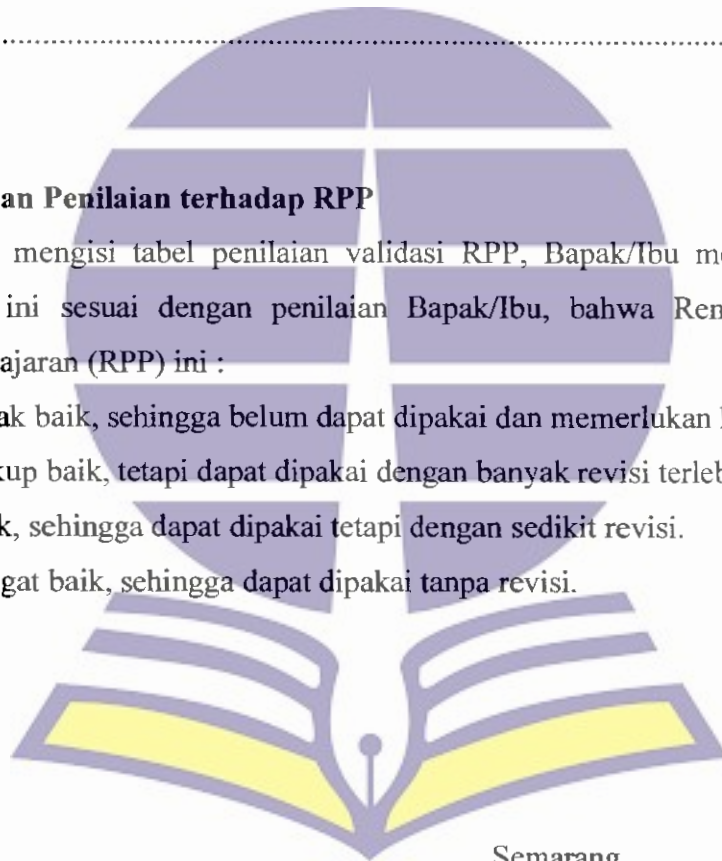 an Penilaian terhadap RPP
mengisi tabel penilaian validasi RPP, Bapak/Ibu
ini sesuai dengan penilaian Bapak/Ibu, bahwa
ajaran (RPP) ini :
ak baik, sehingga belum dapat dipakai dan memerlukan
kup baik, tetapi dapat dipakai dengan banyak revisi
k, sehingga dapat dipakai tetapi dengan sedikit revisi.
gat baik, sehingga dapat dipakai tanpa revisi.
Semarang